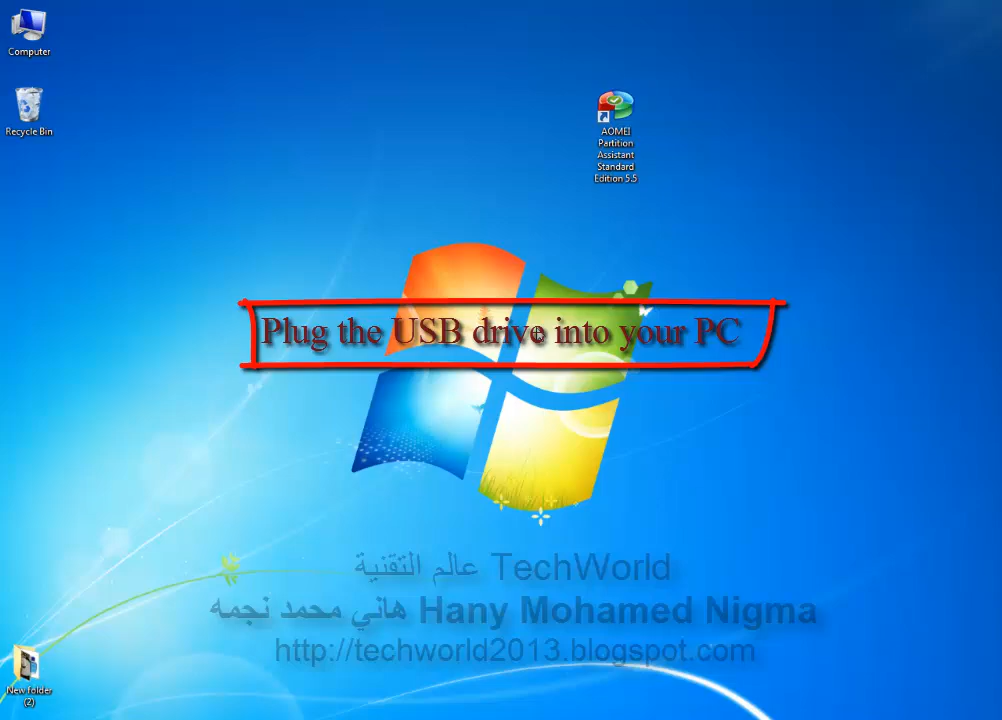 Computer
Recycle Bin
AOMEI
Partition
Assistant
Standard
Edition 5.5
Plug the USB drive into your PC
عالم التقنية TechWorld
هاني محمد نجمه Hany Mohamed Nigma
http://techworld2013.blogspot.com
New folder
(2)